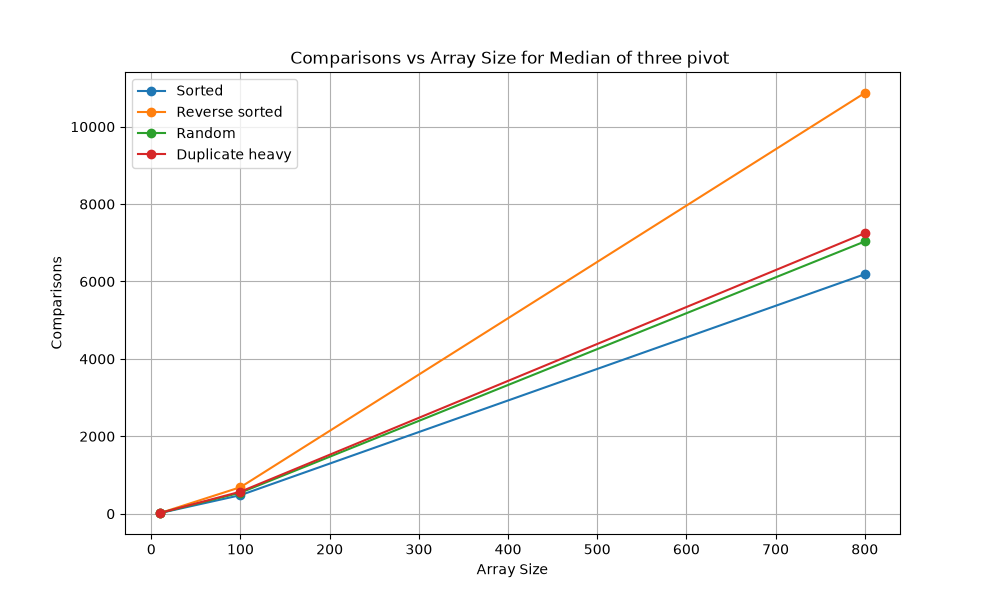 Comparisons vs Array Size for Median of three pivot
Sorted
Reverse sorted
Random
Duplicate heavy
10000
8000
6000
4000
2000
0
Comparisons
0 100 200 300 400 500 600 700 800
Array Size